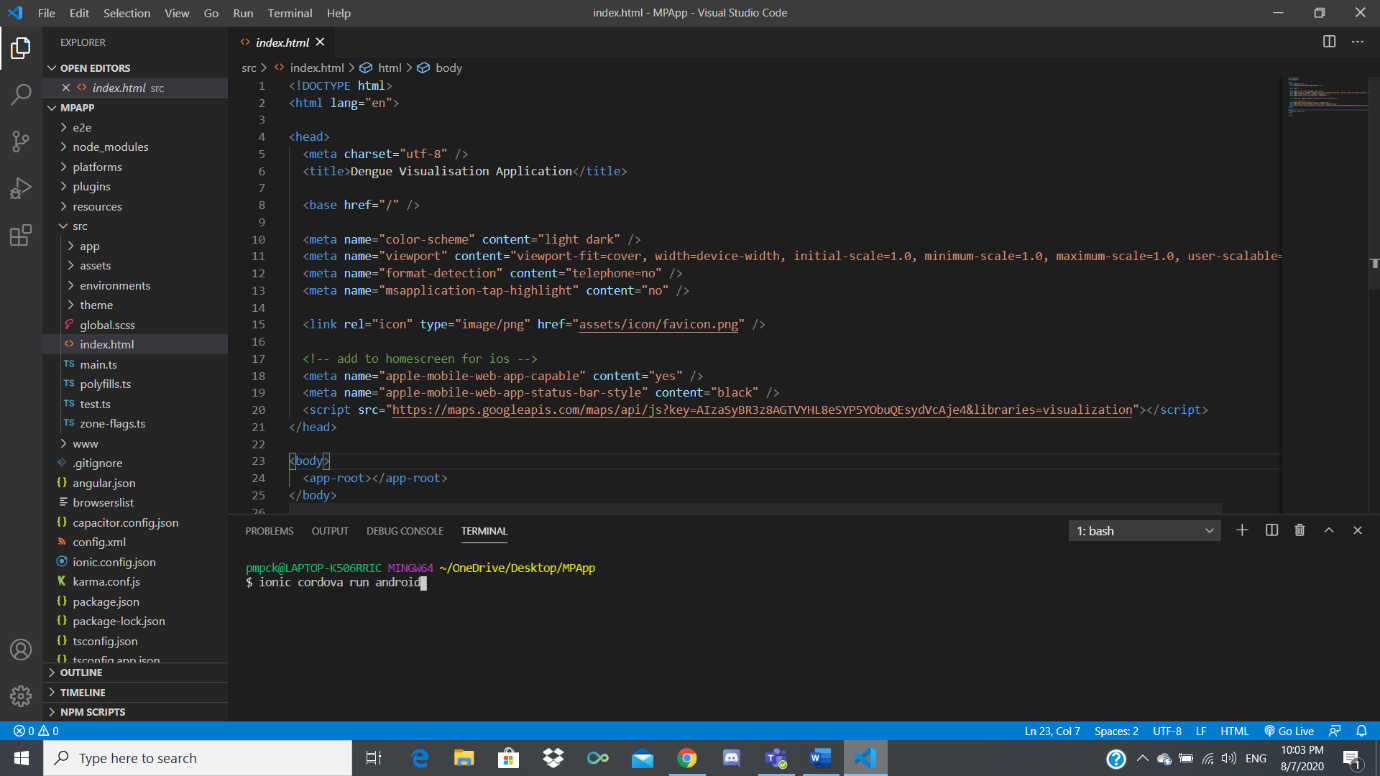 File Edit Selection View Go Run Terminal Help
index.html - MPApp - Visual Studio Code
EXPLORER
OPEN EDITORS
index.html src
MPAPP
e2e
node_modules
platforms
plugins
resources
src
app
assets
environments
theme
global.scss
index.html
main.ts
polyfills.ts
test.ts
zone-flags.ts
www
.gitignore
angular.json
browserslist
capacitor.config.json
config.xml
ionic.config.json
karma.conf.js
package.json
package-lock.json
tsconfig.json
tsconfig.app.json
OUTLINE
TIMELINE
NPM SCRIPTS
index.html
src > index.html > html > body
1 <!DOCTYPE html>
2 <html lang="en">
3
4 <head>
5 <meta charset="utf-8" />
6 <title>Dengue Visualisation Application</title>
7
8 <base href="/" />
9
10 <meta name="color-scheme" content="light dark" />
11 <meta name="viewport" content="viewport-fit=cover, width=device-width, initial-scale=1.0, minimum-scale=1.0, maximum-scale=1.0, user-scalable=
12 <meta name="format-detection" content="telephone=no" />
13 <meta name="msapplication-tap-highlight" content="no" />
14
15 <link rel="icon" type="image/png" href="assets/icon/favicon.png" />
16
17 <!-- add to homescreen for ios -->
18 <meta name="apple-mobile-web-app-capable" content="yes" />
19 <meta name="apple-mobile-web-app-status-bar-style" content="black" />
20 <script src="https://maps.googleapis.com/maps/api/js?key=AIzaSyBR3z8AGTVYHL8eSYP5YObuQEsydVcAje4&libraries=visualization"></script>
21 </head>
22
23 <body>
24 <app-root></app-root>
25 </body>
26
PROBLEMS OUTPUT DEBUG CONSOLE TERMINAL
1: bash
pmpck@LAPTOP-K506RRIC MINGW64 ~/OneDrive/Desktop/MPApp
$ ionic cordova run android
0 0
Ln 23, Col 7 Spaces: 2 UTF-8 LF HTML Go Live
Type here to search
ENG
10:03 PM
8/7/2020
1